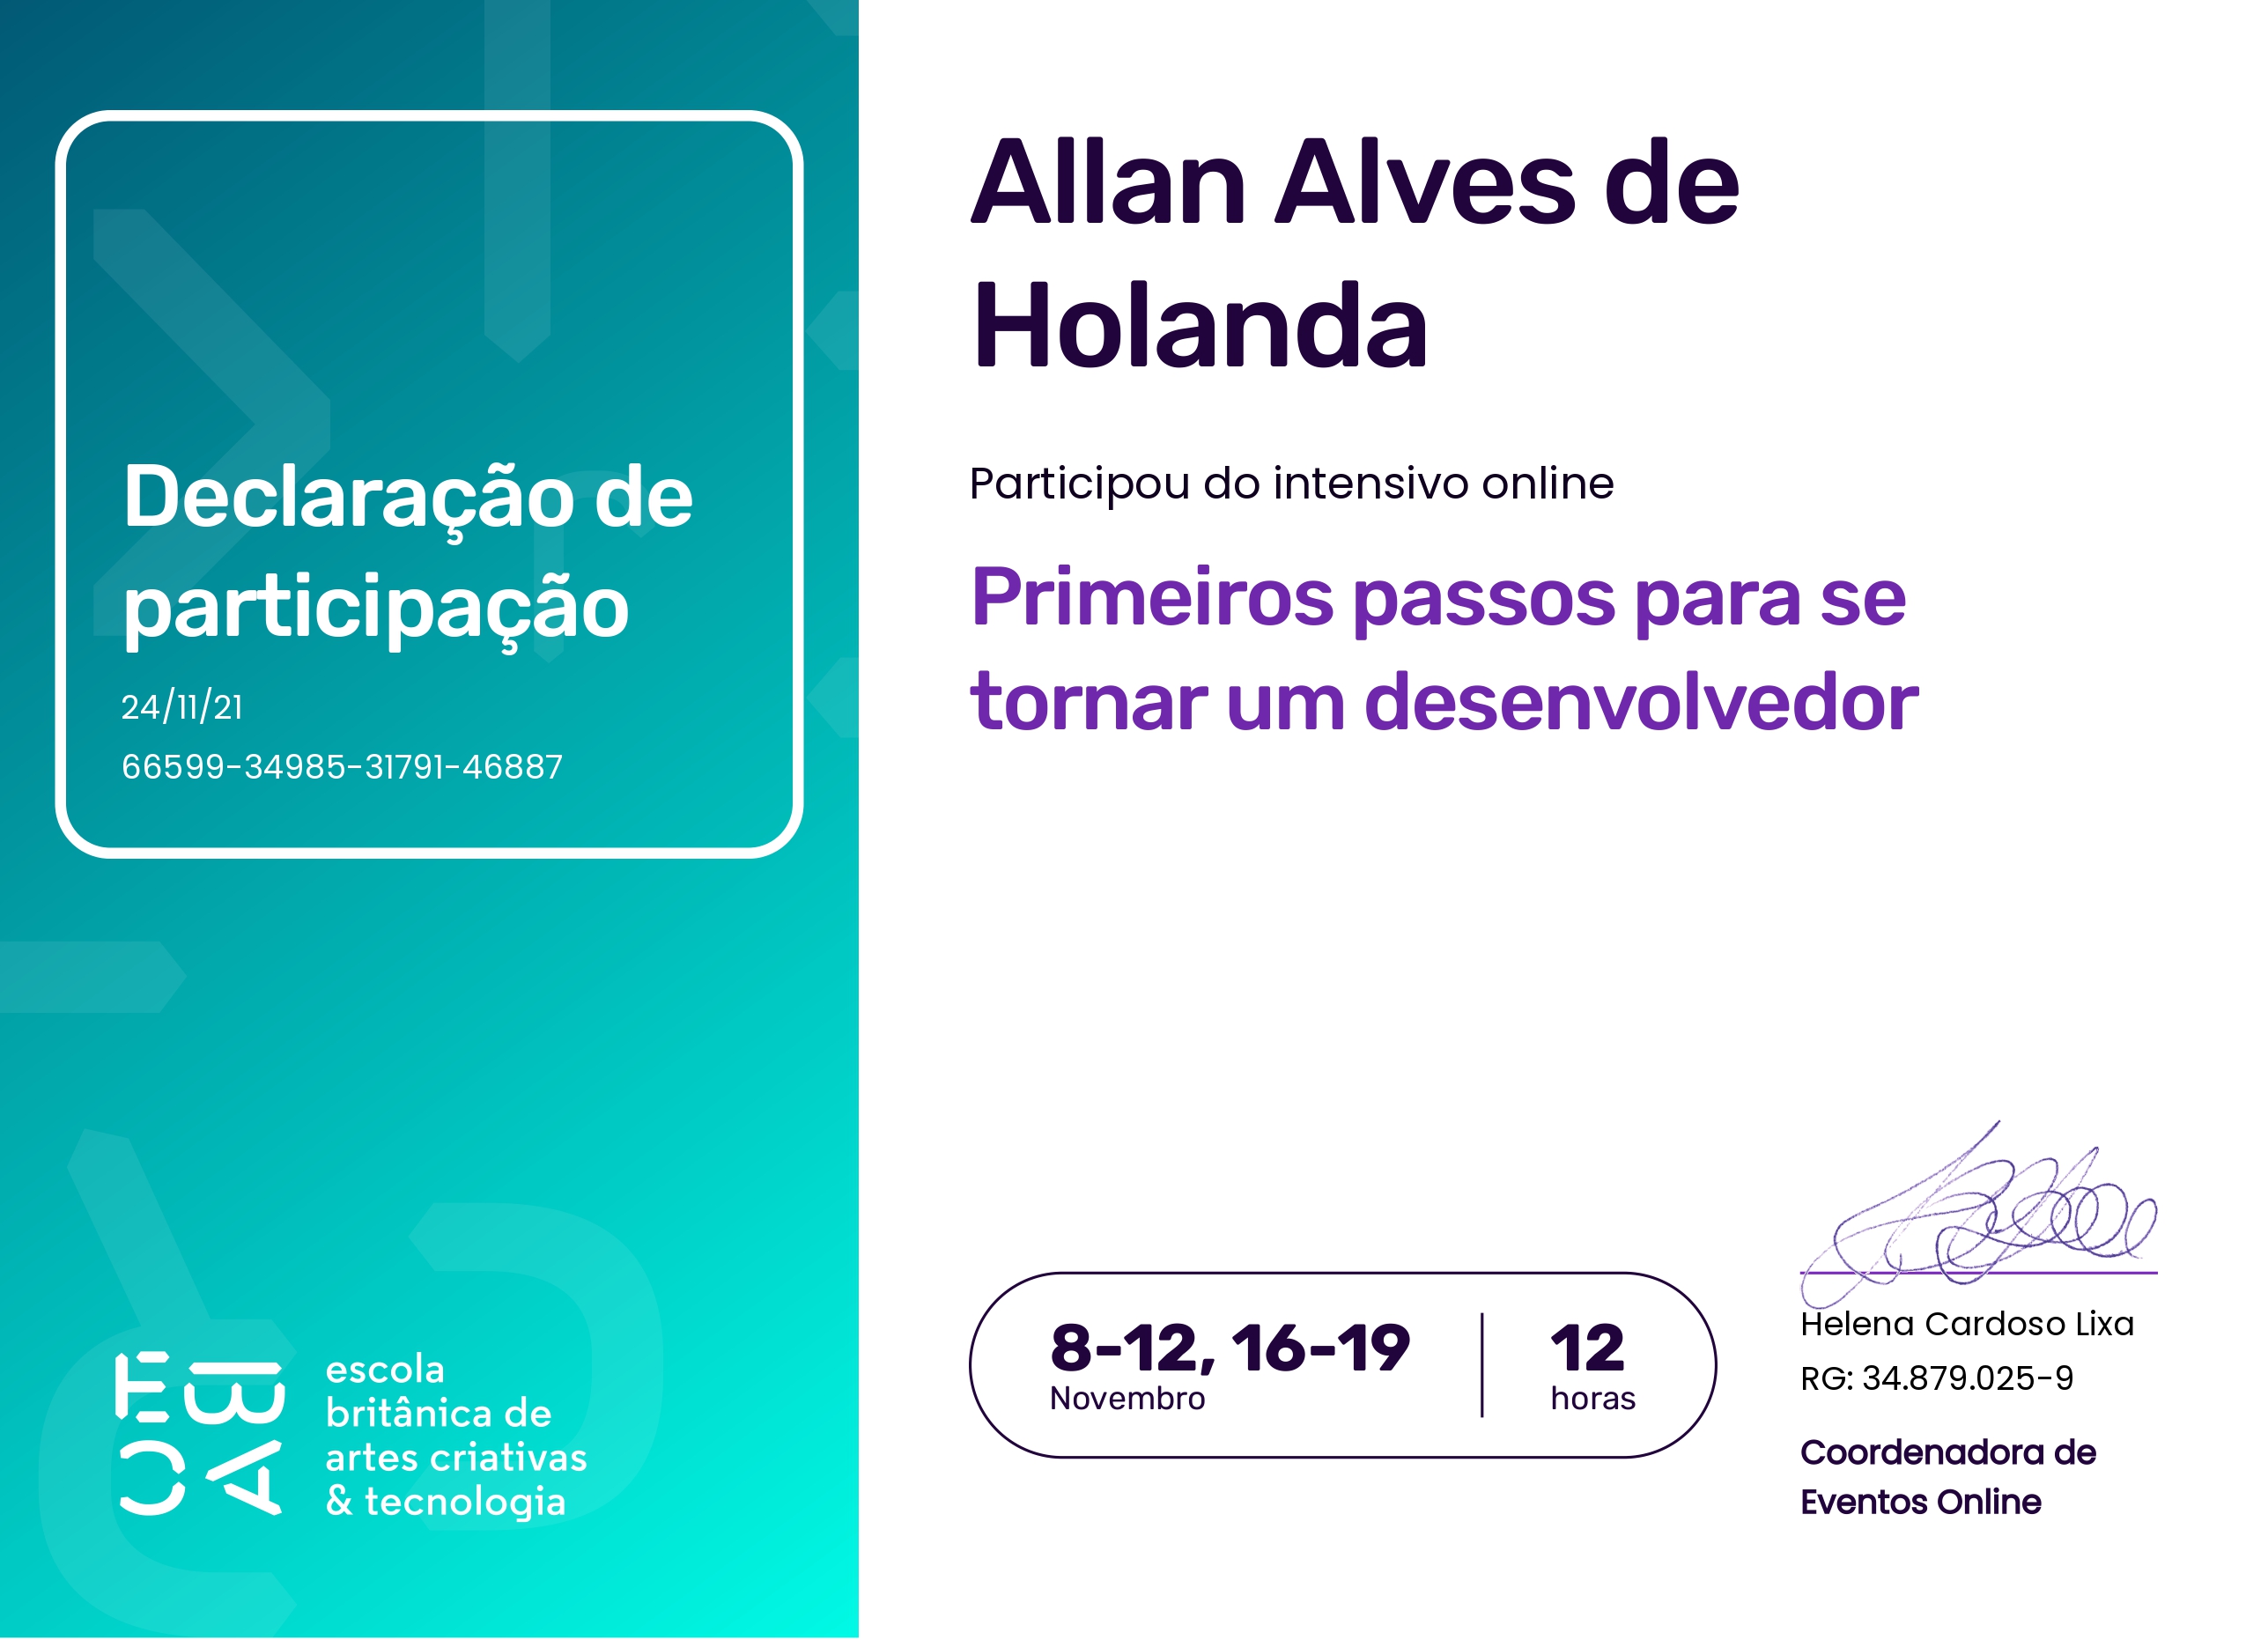 Declaração de
participação
24/11/21
66599-34985-31791-46887
EBAC
escola
britânica de
artes criativas
& tecnologia
Allan Alves de
Holanda
Participou do intensivo online
Primeiros passos para se
tornar um desenvolvedor
8-12, 16-19
Novembro
12
horas
Helena Cardoso Lixa
RG: 34.879.025-9
Coordenadora de
Eventos Online